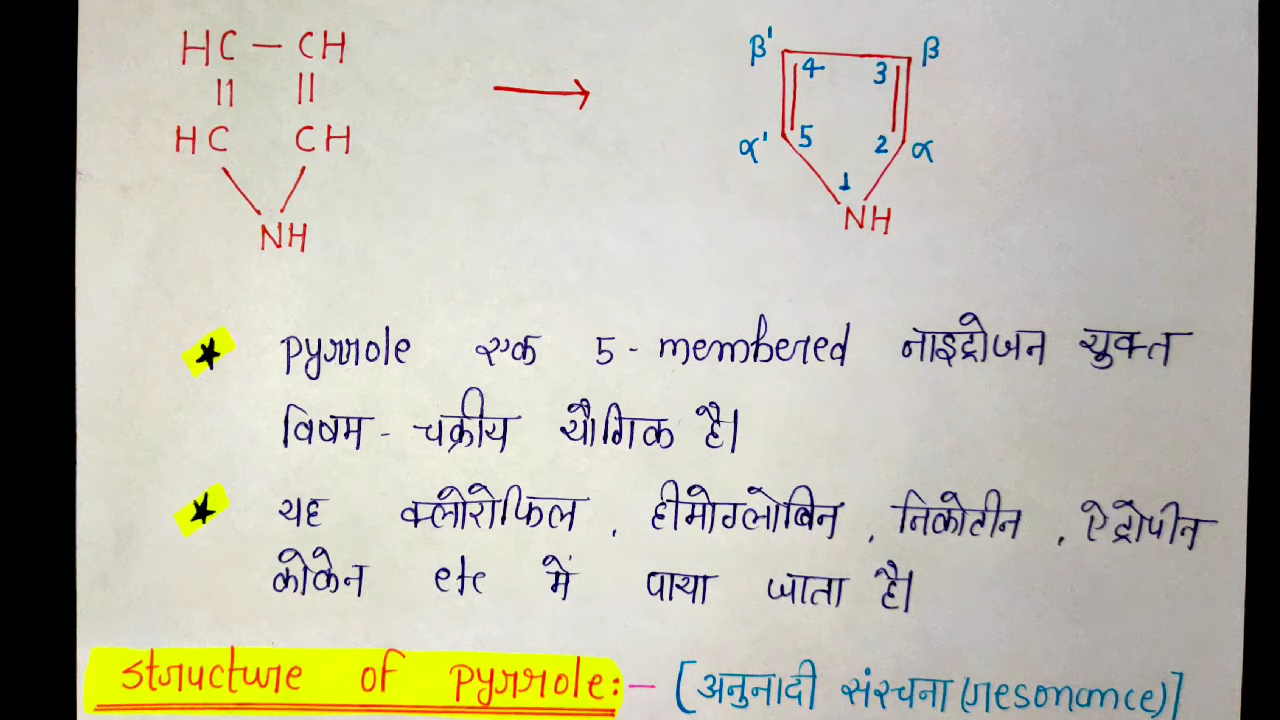 HC — CH
|| ||
HC CH
NH
β' 4 3 β
α' 5 2 α
1
NH
★ pyrrole एक 5 - membered नाइट्रोजन युक्त
विषम - चक्रीय यौगिक है।
★ यह क्लोरोफिल , हीमोग्लोबिन , निकोटीन , ऐट्रोपीन
कोकेन etc में पाया जाता है।
structure of pyrrole :- [अनुनादी संरचना (resonance)]